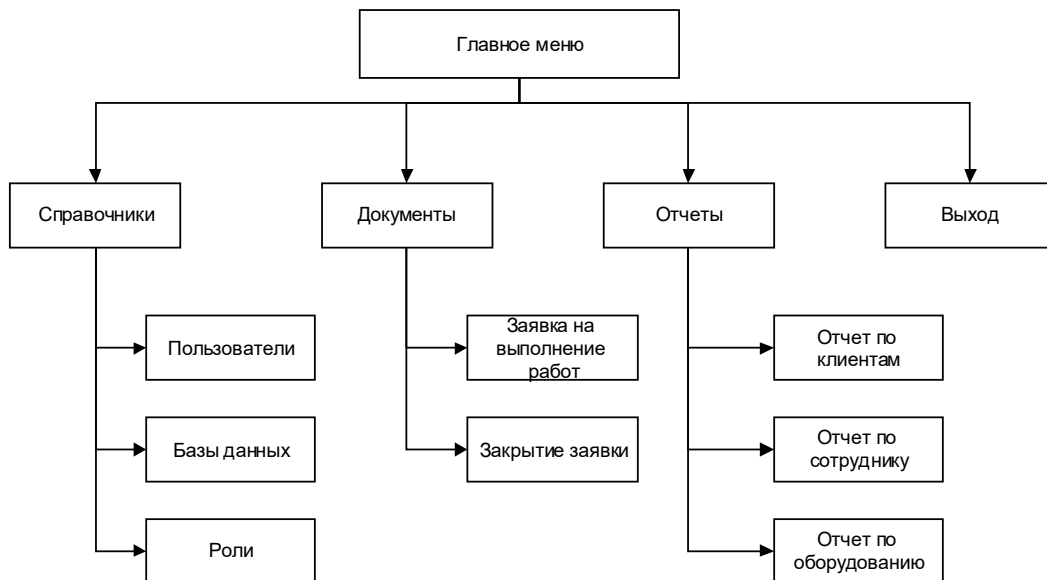 Главное меню
Справочники
Документы
Отчеты
Выход
Пользователи
Заявка на
выполнение
работ
Отчет по
клиентам
Базы данных
Закрытие заявки
Отчет по
сотруднику
Роли
Отчет по
оборудованию